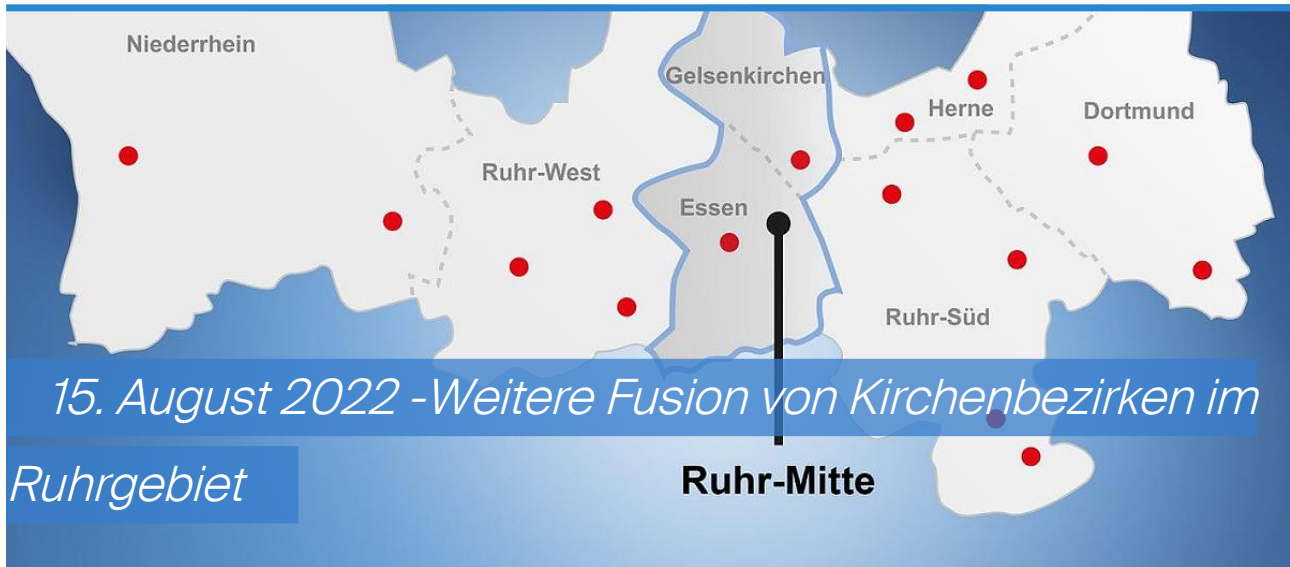 Niederrhein
Gelsenkirchen
Herne
Dortmund
Ruhr-West
Essen
Ruhr-Süd
15. August 2022 -Weitere Fusion von Kirchenbezirken im
Ruhrgebiet
Ruhr-Mitte